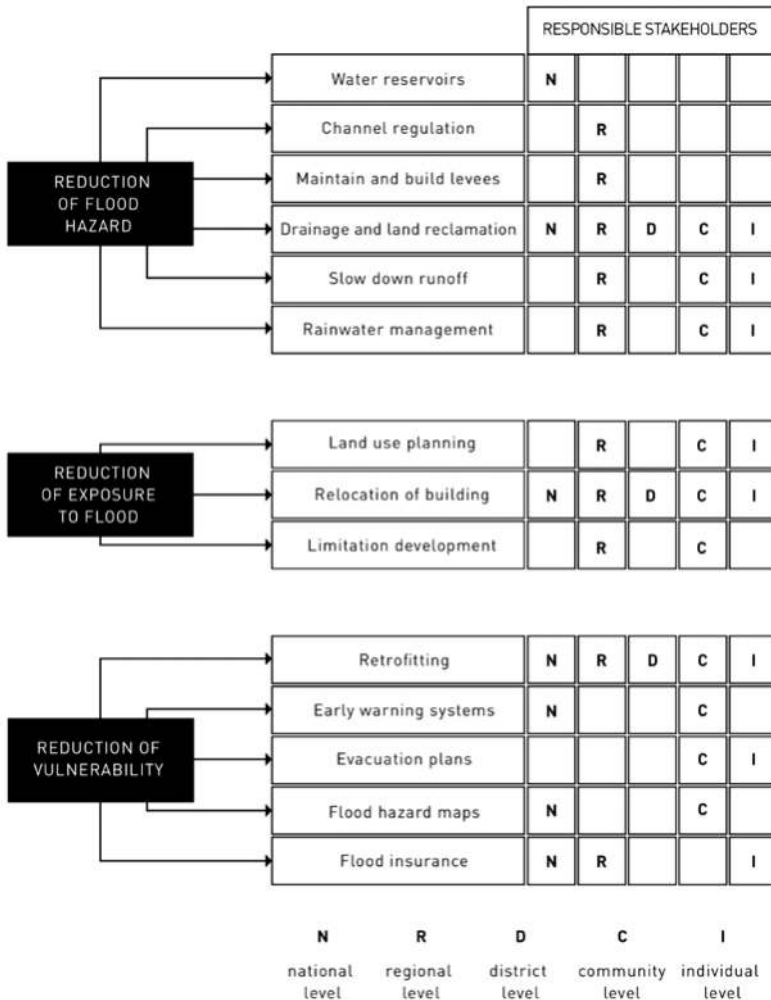 RESPONSIBLE STAKEHOLDERS
Water reservoirs N
Channel regulation R
REDUCTION
OF FLOOD
HAZARD
Maintain and build levees R
Drainage and land reclamation N R D C I
Slow down runoff R C I
Rainwater management R C I
Land use planning R C I
REDUCTION
OF EXPOSURE
TO FLOOD
Relocation of building N R D C I
Limitation development R C
Retrofitting N R D C I
Early warning systems N C
REDUCTION OF
VULNERABILITY
Evacuation plans C I
Flood hazard maps N C
Flood insurance N R I
N R D C I
national regional district community individual
level level level level level